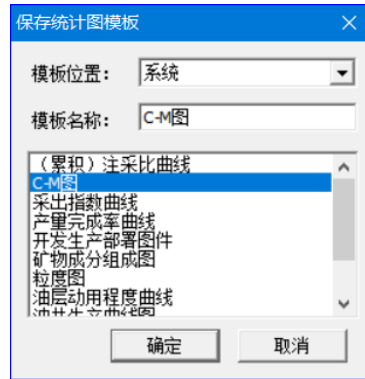 保存统计图模板
模板位置：
系统
模板名称：
C-M图
（累积）注采比曲线
C-M图
采出指数曲线
产量完成率曲线
开发生产部署图件
矿物成分组成图
粒度图
油层动用程度曲线
确定
取消